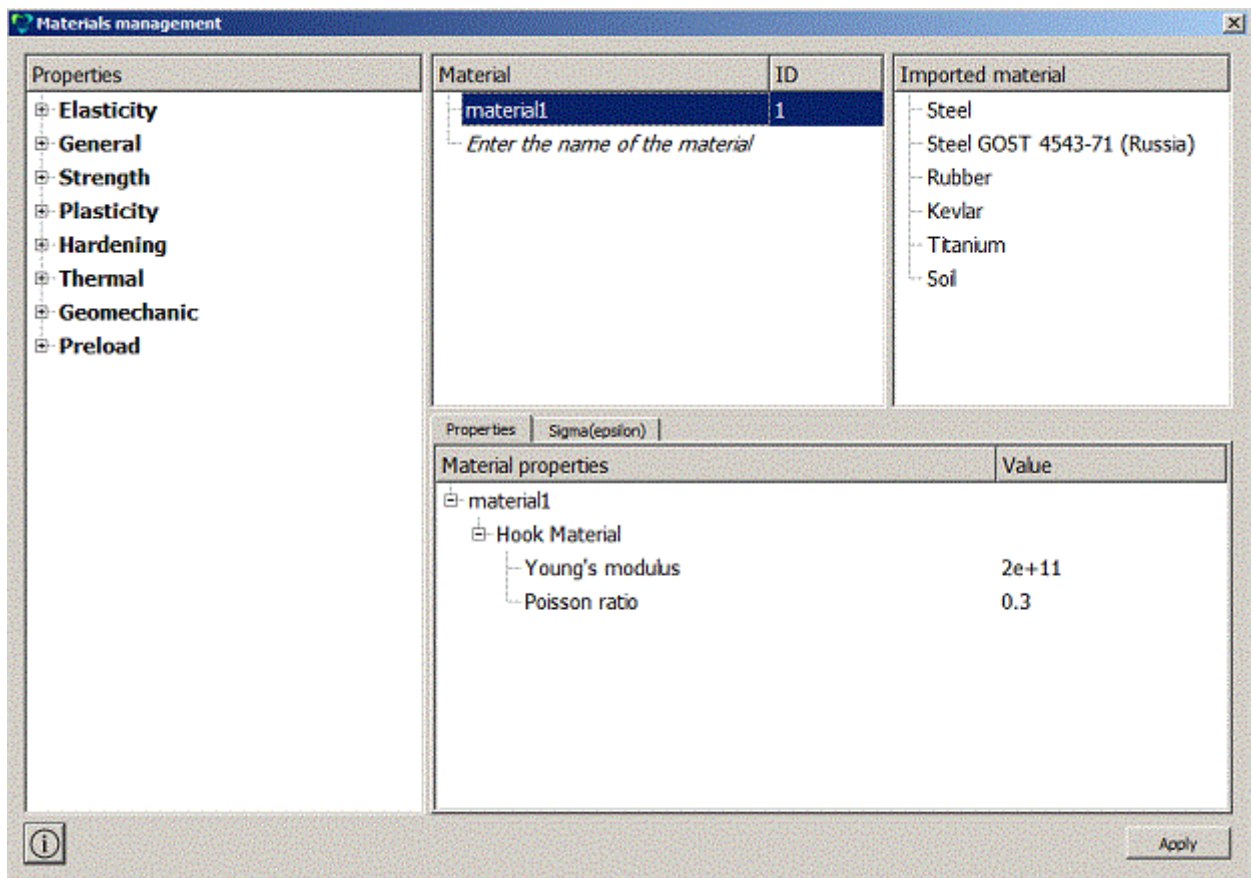 Materials management
Properties
Elasticity
General
Strength
Plasticity
Hardening
Thermal
Geomechanic
Preload
Material ID
material1 1
Enter the name of the material
Imported material
Steel
Steel GOST 4543-71 (Russia)
Rubber
Kevlar
Titanium
Soil
Properties Sigma(epsilon)
Material properties Value
material1
Hook Material
Young's modulus 2e+11
Poisson ratio 0.3
Apply